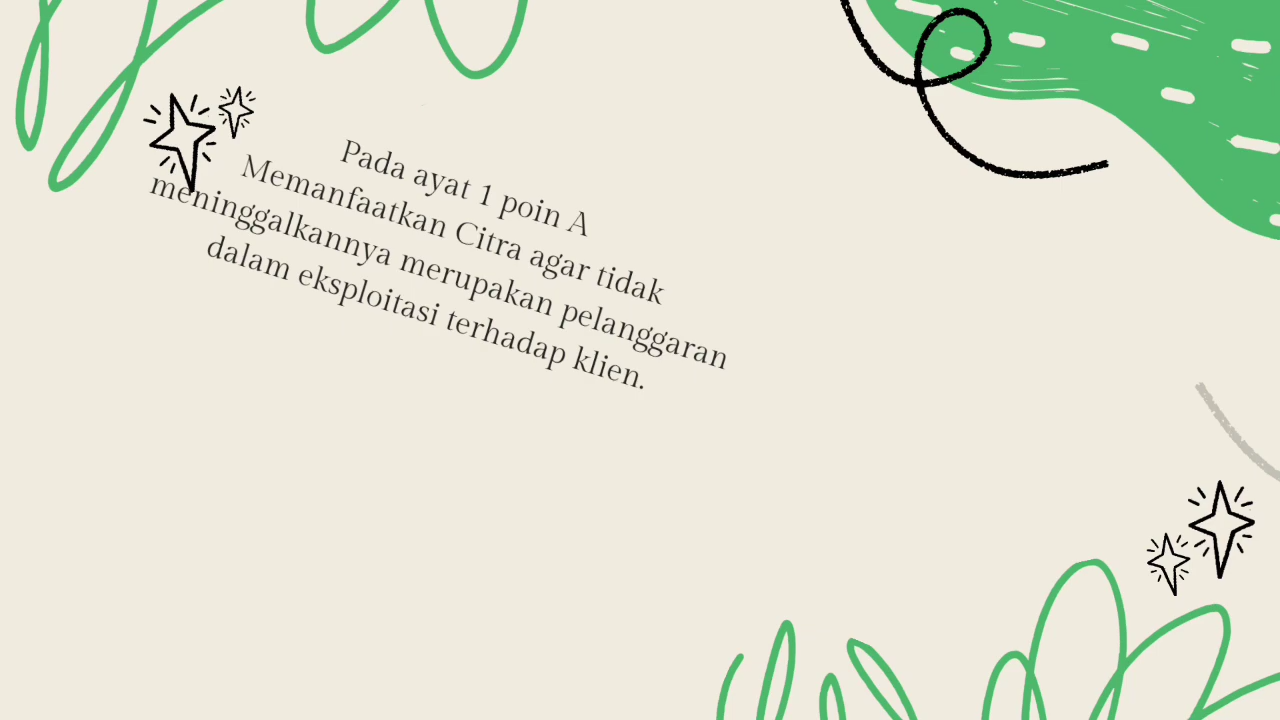 Pada ayat 1 poin A
Memanfaatkan Citra agar tidak
meninggalkannya merupakan pelanggaran
dalam eksploitasi terhadap klien.